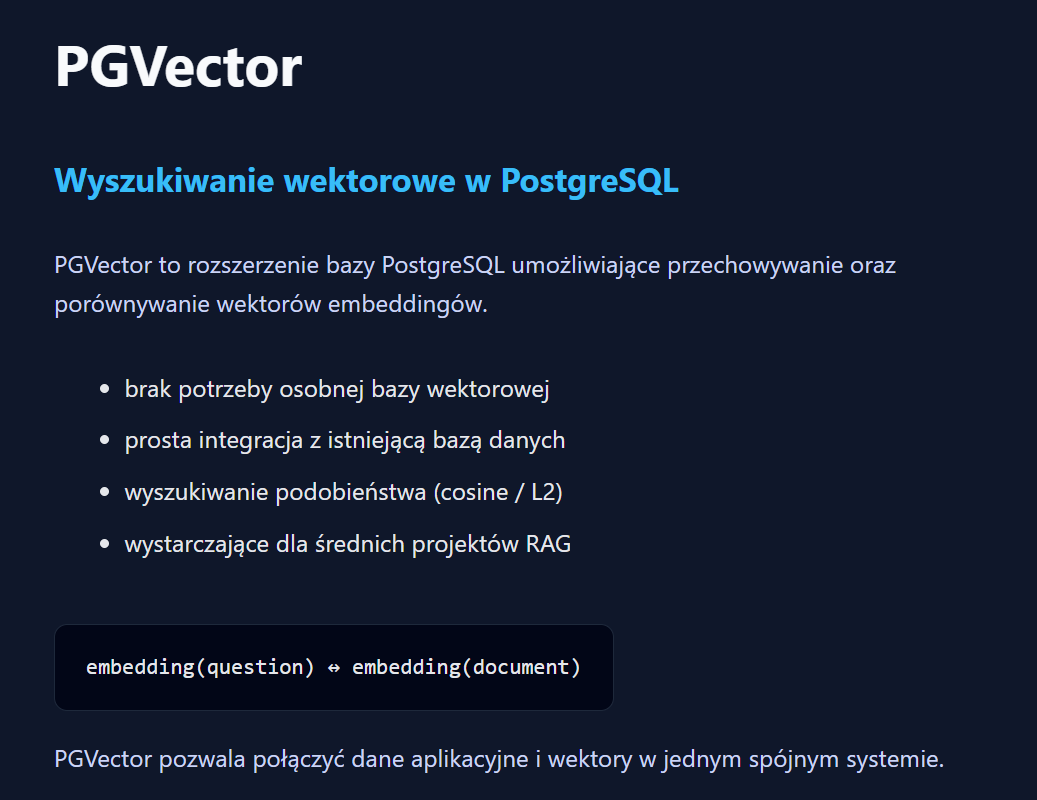 PGVector
Wyszukiwanie wektorowe w PostgreSQL
PGVector to rozszerzenie bazy PostgreSQL umożliwiające przechowywanie oraz
porównywanie wektorów embeddingów.
brak potrzeby osobnej bazy wektorowej
prosta integracja z istniejącą bazą danych
wyszukiwanie podobieństwa (cosine / L2)
wystarczające dla średnich projektów RAG
embedding(question) ↔ embedding(document)
PGVector pozwala połączyć dane aplikacyjne i wektory w jednym spójnym systemie.